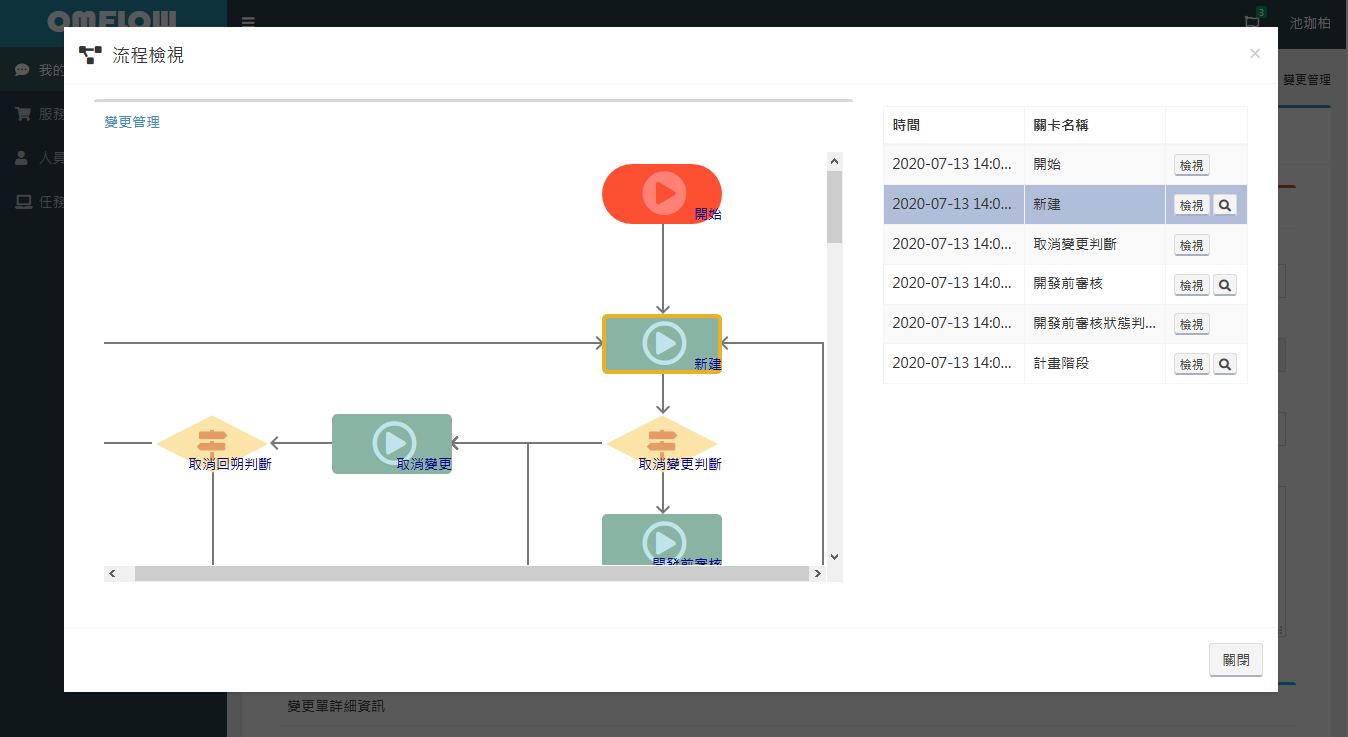 OMFLOW
3
池珈柏
我的
服務
人員
任務
變更管理
流程檢視
×
變更管理
開始
新建
取消回朔判斷
取消變更
取消變更判斷
開發前審核
時間 關卡名稱
2020-07-13 14:0... 開始 檢視
2020-07-13 14:0... 新建 檢視
2020-07-13 14:0... 取消變更判斷 檢視
2020-07-13 14:0... 開發前審核 檢視
2020-07-13 14:0... 開發前審核狀態判... 檢視
2020-07-13 14:0... 計畫階段 檢視
關閉
變更單詳細資訊